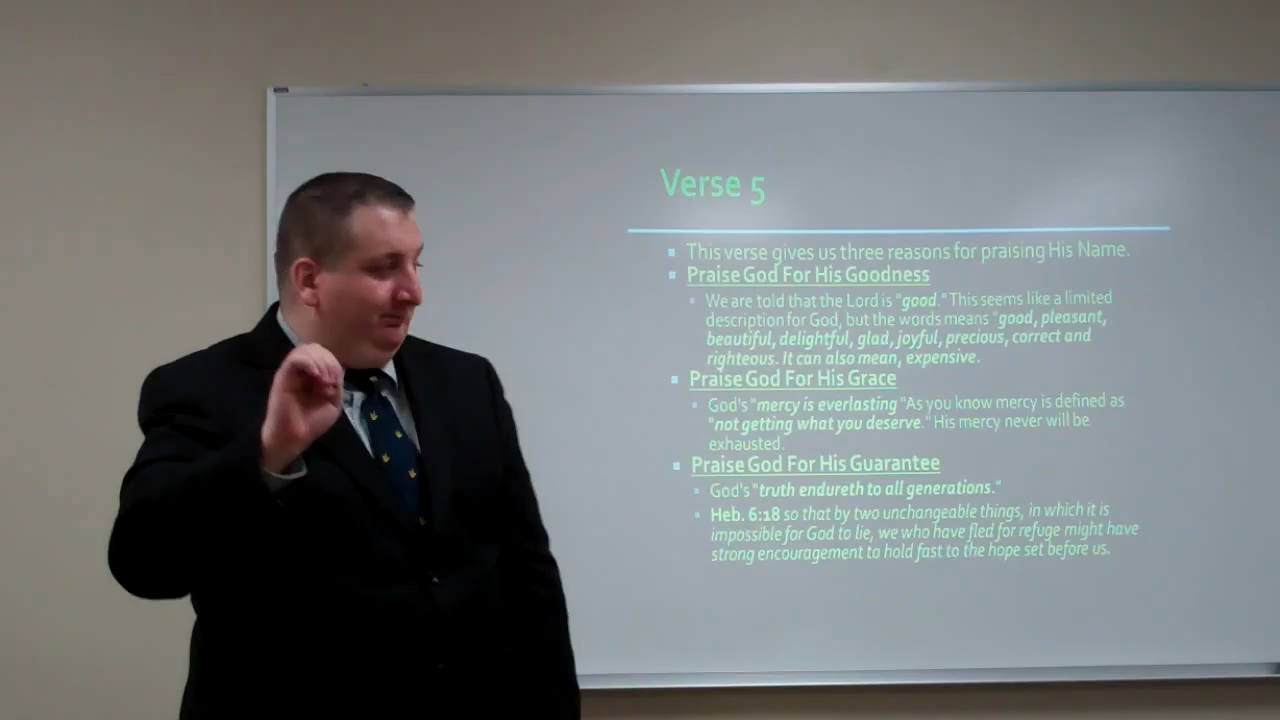 Verse 5
This verse gives us three reasons for praising His Name.
Praise God For His Goodness
We are told that the Lord is "good." This seems like a limited
description for God, but the words means "good, pleasant,
beautiful, delightful, glad, joyful, precious, correct and
righteous. It can also mean, expensive.
Praise God For His Grace
God's "mercy is everlasting "As you know mercy is defined as
"not getting what you deserve." His mercy never will be
exhausted.
Praise God For His Guarantee
God's "truth endureth to all generations."
Heb. 6:18 so that by two unchangeable things, in which it is
impossible for God to lie, we who have fled for refuge might have
strong encouragement to hold fast to the hope set before us.